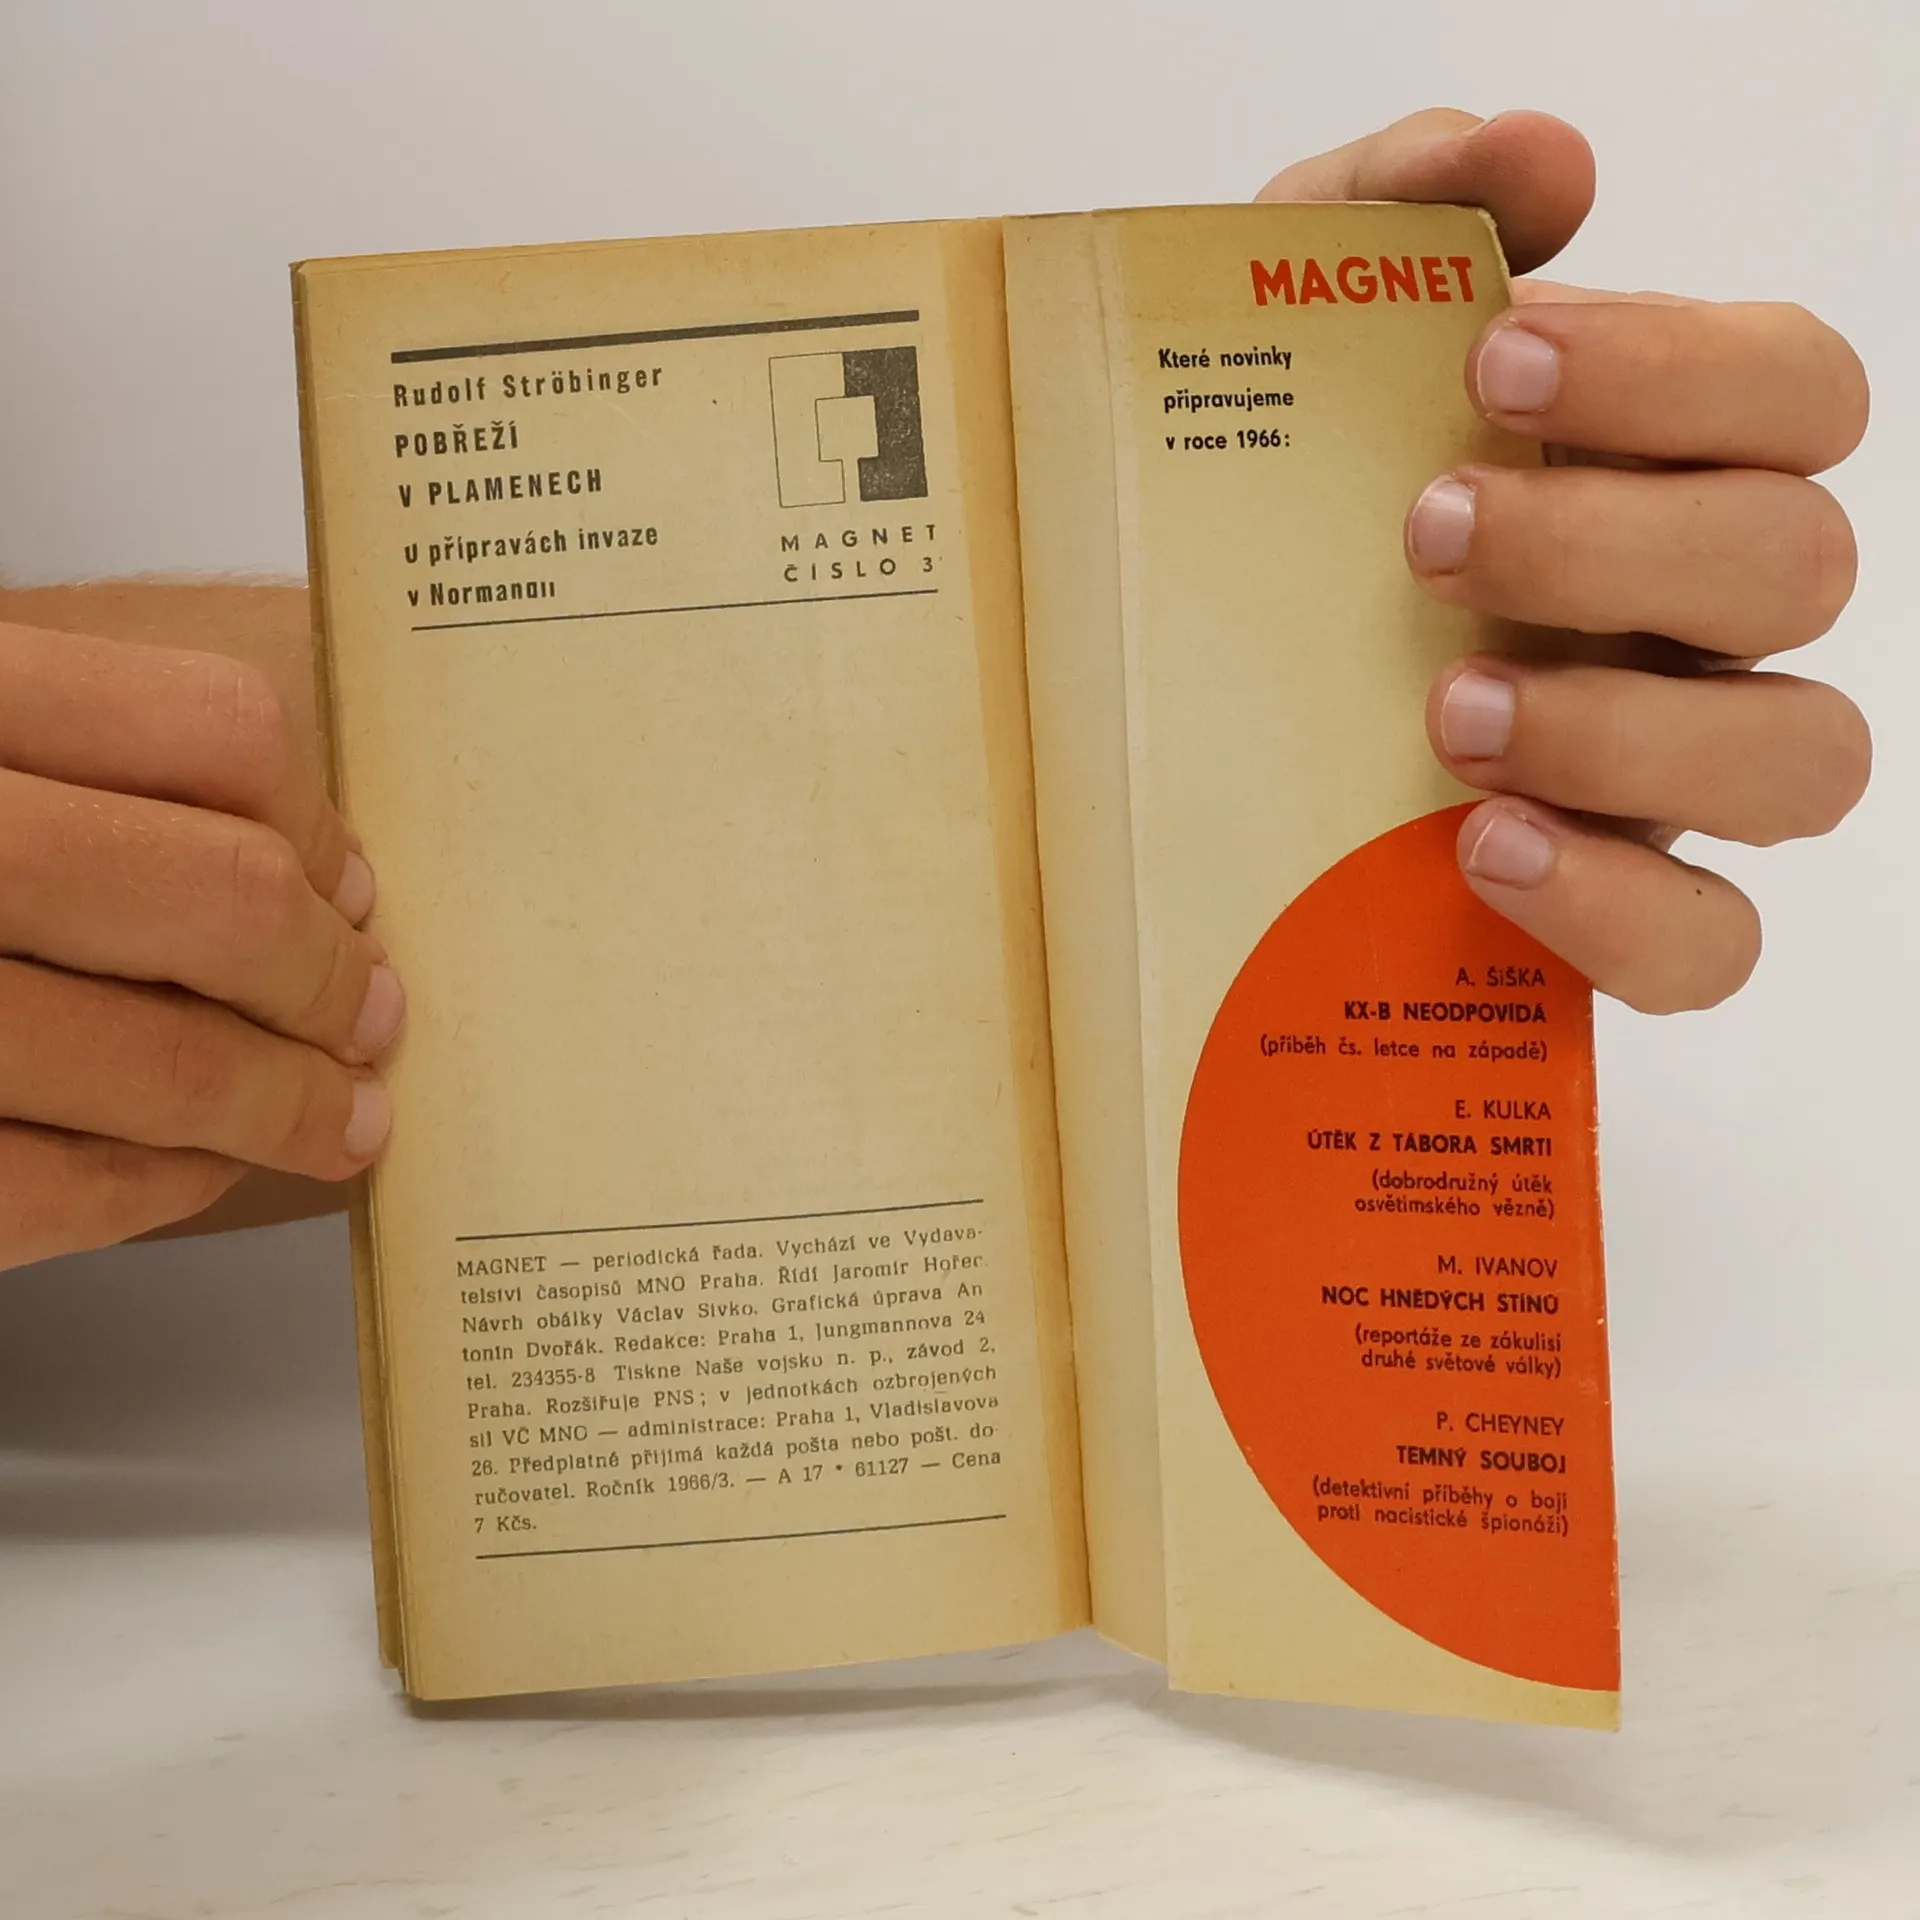 Rudolf Ströbinger
POBŘEŽÍ
V PLAMENECH
O přípravách invaze
v Normandii
MAGNET
ČÍSLO 3
MAGNET — periodická řada. Vychází ve Vydava-
telství časopisů MNO Praha. Řídí Jaromír Hořec.
Návrh obálky Václav Sivko. Grafická úprava An
tonín Dvořák. Redakce: Praha 1, Jungmannova 24
tel. 234355-8 Tiskne Naše vojsko n. p., závod 2,
Praha. Rozšiřuje PNS; v jednotkách ozbrojených
sil VČ MNO — administrace: Praha 1, Vladislavova
26. Předplatné přijímá každá pošta nebo pošt. do-
ručovatel. Ročník 1966/3. — A 17 * 61127 — Cena
7 Kčs.
MAGNET
Které novinky
připravujeme
v roce 1966:
A. ŠIŠKA
KX-B NEODPOVÍDÁ
(příběh čs. letce na západě)
E. KULKA
ÚTĚK Z TÁBORA SMRTI
(dobrodružný útěk
osvětimského vězně)
M. IVANOV
NOC HNĚDÝCH STÍNŮ
(reportáže ze zákulisí
druhé světové války)
P. CHEYNEY
TEMNÝ SOUBOJ
(detektivní příběhy o boji
proti nacistické špionáži)